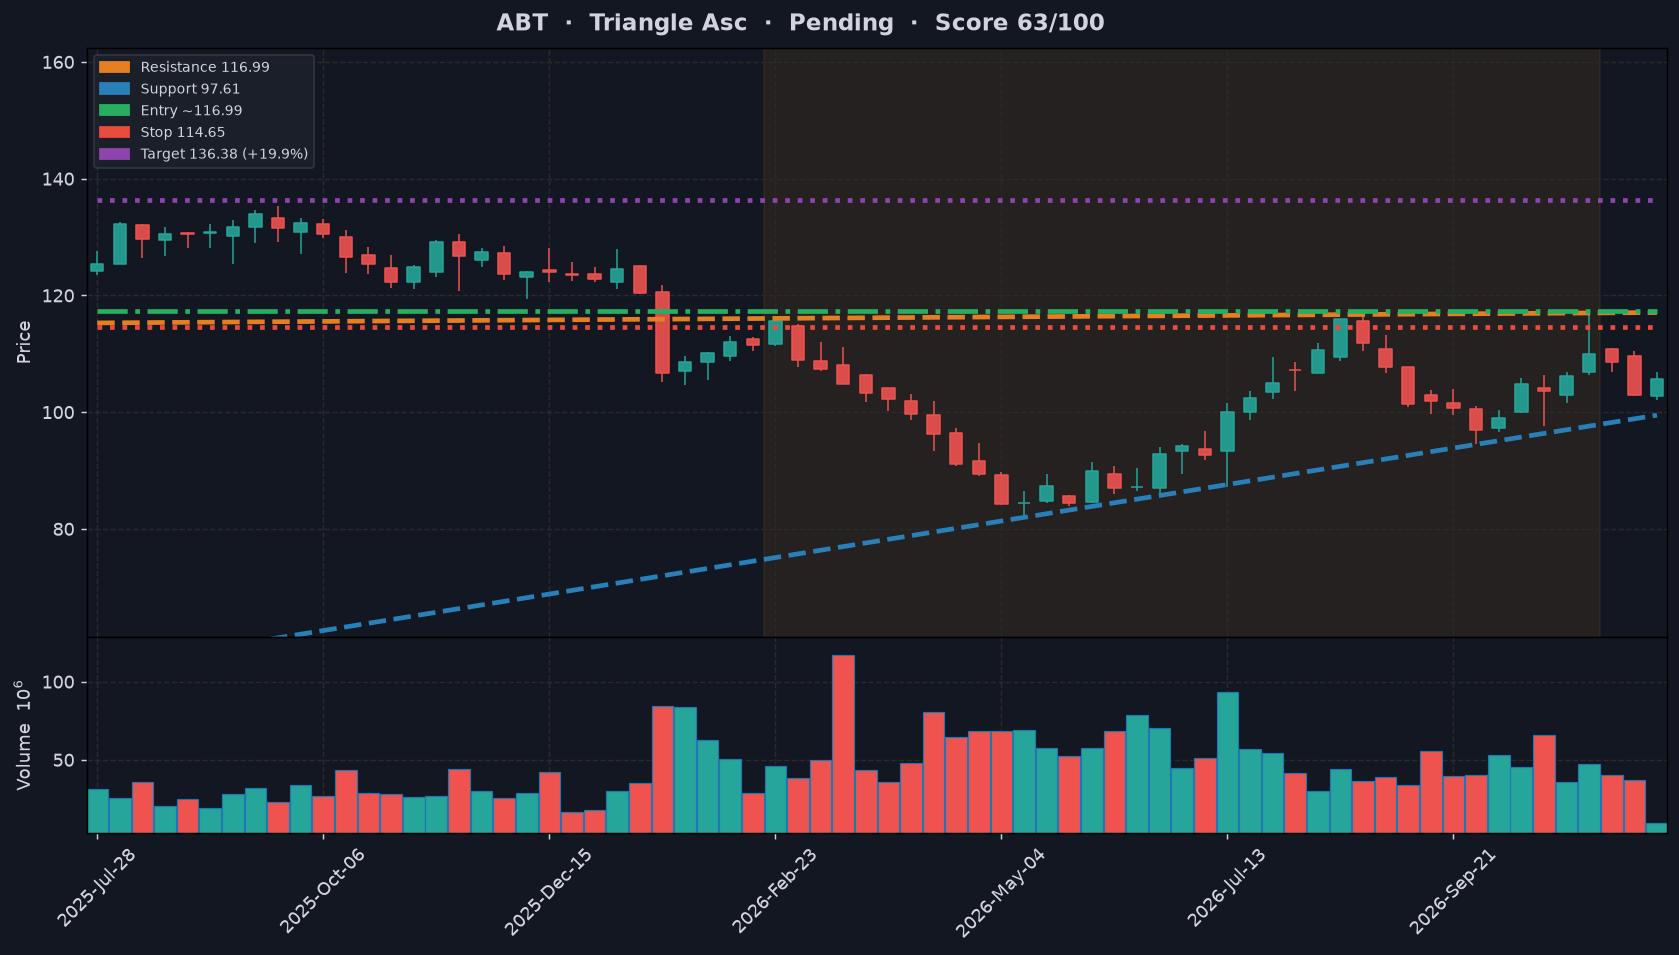 ABT · Triangle Asc · Pending · Score 63/100
Resistance 116.99
Support 97.61
Entry ~116.99
Stop 114.65
Target 136.38 (+19.9%)
160
140
120
100
80
Price
100
50
Volume 10⁶
2025-Jul-28
2025-Oct-06
2025-Dec-15
2026-Feb-23
2026-May-04
2026-Jul-13
2026-Sep-21